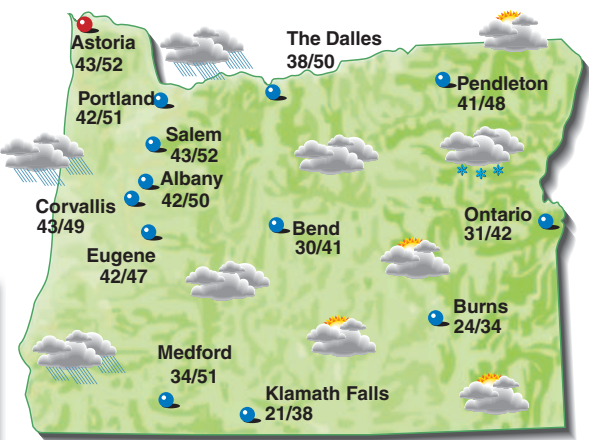 Astoria
43/52
The Dalles
38/50
Pendleton
41/48
Portland
42/51
Salem
43/52
Albany
42/50
Corvallis
43/49
Eugene
42/47
Bend
30/41
Ontario
31/42
Burns
24/34
Medford
34/51
Klamath Falls
21/38